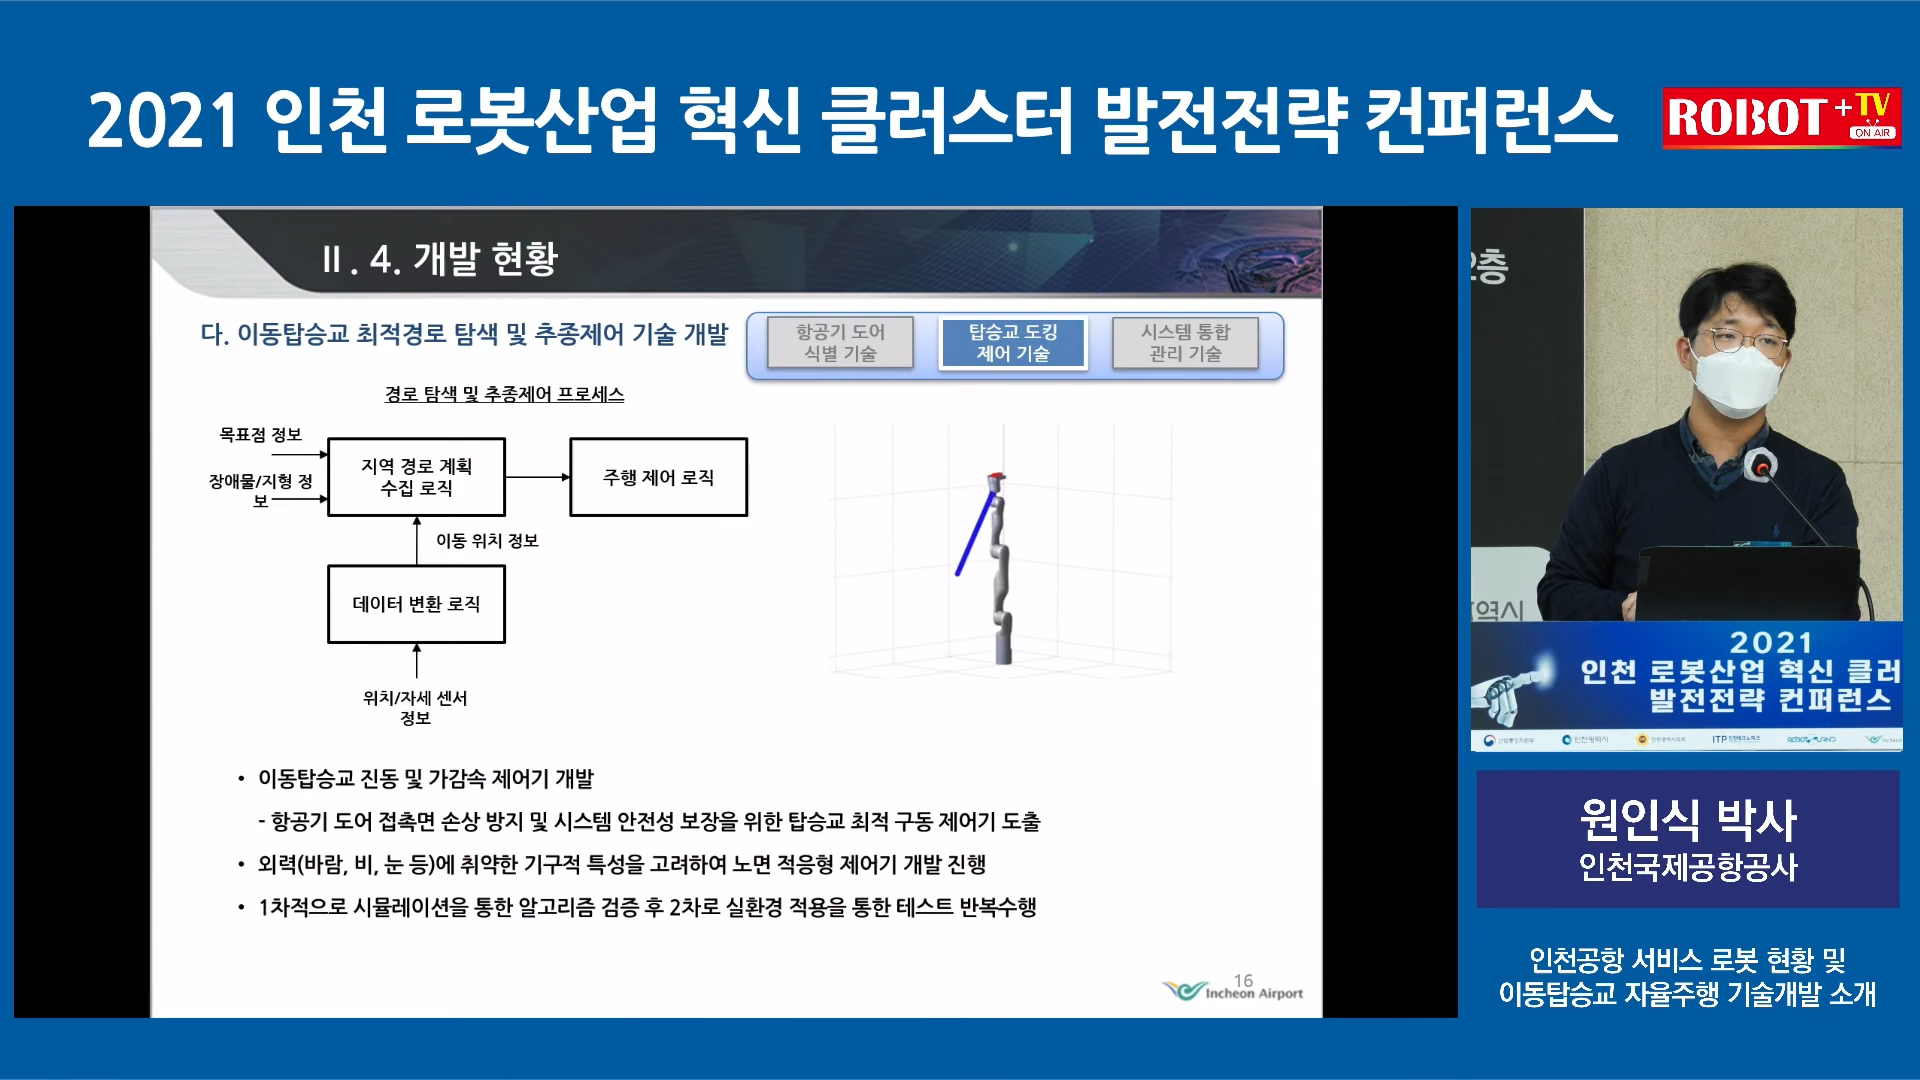 2021 인천 로봇산업 혁신 클러스터 발전전략 컨퍼런스
ROBOT+TV
ON AIR
Ⅱ. 4. 개발 현황
다. 이동탑승교 최적경로 탐색 및 추종제어 기술 개발
항공기 도어
식별 기술
탑승교 도킹
제어 기술
시스템 통합
관리 기술
경로 탐색 및 추종제어 프로세스
목표점 정보
장애물/지형 정
보
지역 경로 계획
수집 로직
주행 제어 로직
이동 위치 정보
데이터 변환 로직
위치/자세 센서
정보
• 이동탑승교 진동 및 가감속 제어기 개발
- 항공기 도어 접촉면 손상 방지 및 시스템 안전성 보장을 위한 탑승교 최적 구동 제어기 도출
• 외력(바람, 비, 눈 등)에 취약한 기구적 특성을 고려하여 노면 적응형 제어기 개발 진행
• 1차적으로 시뮬레이션을 통한 알고리즘 검증 후 2차로 실환경 적용을 통한 테스트 반복수행
16
Incheon Airport
2층
광역시
2021
인천 로봇산업 혁신 클러
발전전략 컨퍼런스
산업통상자원부
인천광역시
ITP 인천테크노파크
ROBOT LAND
원인식 박사
인천국제공항공사
인천공항 서비스 로봇 현황 및
이동탑승교 자율주행 기술개발 소개